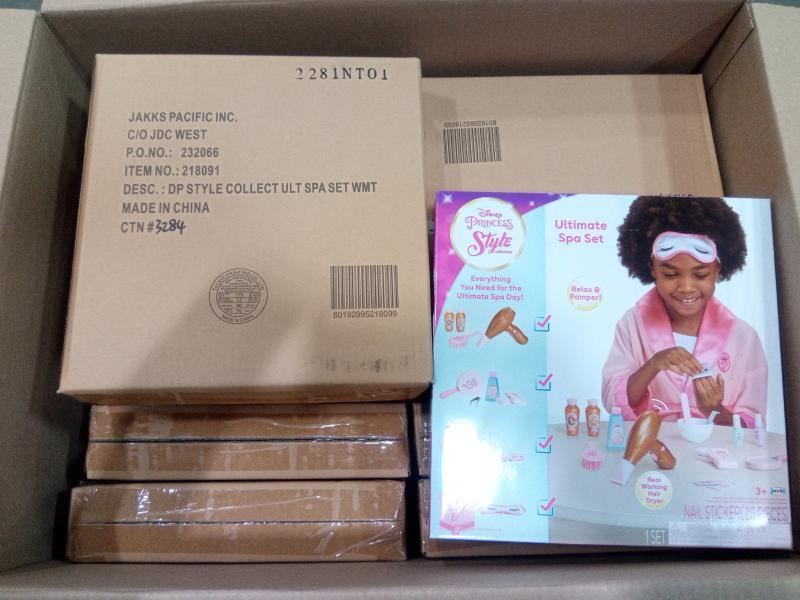 2281NT01
JAKKS PACIFIC INC.
C/O JDC WEST
P.O.NO.: 232066
ITEM NO.: 218091
DESC. : DP STYLE COLLECT ULT SPA SET WMT
MADE IN CHINA
CTN # 3284
80192995218099
80192995218099
Disney
PRINCESS
Style
collection
Ultimate
Spa Set
Everything
You Need for the
Ultimate Spa Day!
Relax &
Pamper!
Real
Working
Hair
Dryer
3+
NAIL STICKER(20 PIECES)
1 SET